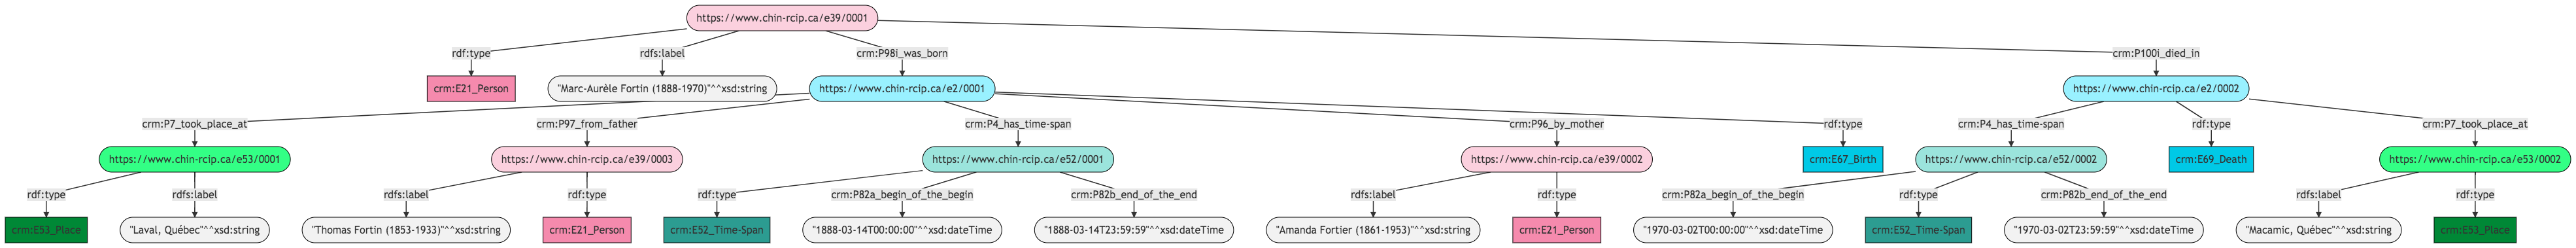 https://www.chin-rcip.ca/e39/0001
rdf:type
rdfs:label
crm:P98i_was_born
crm:P100i_died_in
crm:E21_Person
"Marc-Aurèle Fortin (1888-1970)"^^xsd:string
https://www.chin-rcip.ca/e2/0001
https://www.chin-rcip.ca/e2/0002
crm:P7_took_place_at
crm:P97_from_father
crm:P4_has_time-span
crm:P96_by_mother
rdf:type
crm:P4_has_time-span
rdf:type
crm:P7_took_place_at
https://www.chin-rcip.ca/e53/0001
https://www.chin-rcip.ca/e39/0003
https://www.chin-rcip.ca/e52/0001
https://www.chin-rcip.ca/e39/0002
crm:E67_Birth
https://www.chin-rcip.ca/e52/0002
crm:E69_Death
https://www.chin-rcip.ca/e53/0002
rdf:type
rdfs:label
rdfs:label
rdf:type
rdf:type
crm:P82a_begin_of_the_begin
crm:P82b_end_of_the_end
rdfs:label
rdf:type
crm:P82a_begin_of_the_begin
rdf:type
crm:P82b_end_of_the_end
rdfs:label
rdf:type
crm:E53_Place
"Laval, Québec"^^xsd:string
"Thomas Fortin (1853-1933)"^^xsd:string
crm:E21_Person
crm:E52_Time-Span
"1888-03-14T00:00:00"^^xsd:dateTime
"1888-03-14T23:59:59"^^xsd:dateTime
"Amanda Fortier (1861-1953)"^^xsd:string
crm:E21_Person
"1970-03-02T00:00:00"^^xsd:dateTime
crm:E52_Time-Span
"1970-03-02T23:59:59"^^xsd:dateTime
"Macamic, Québec"^^xsd:string
crm:E53_Place